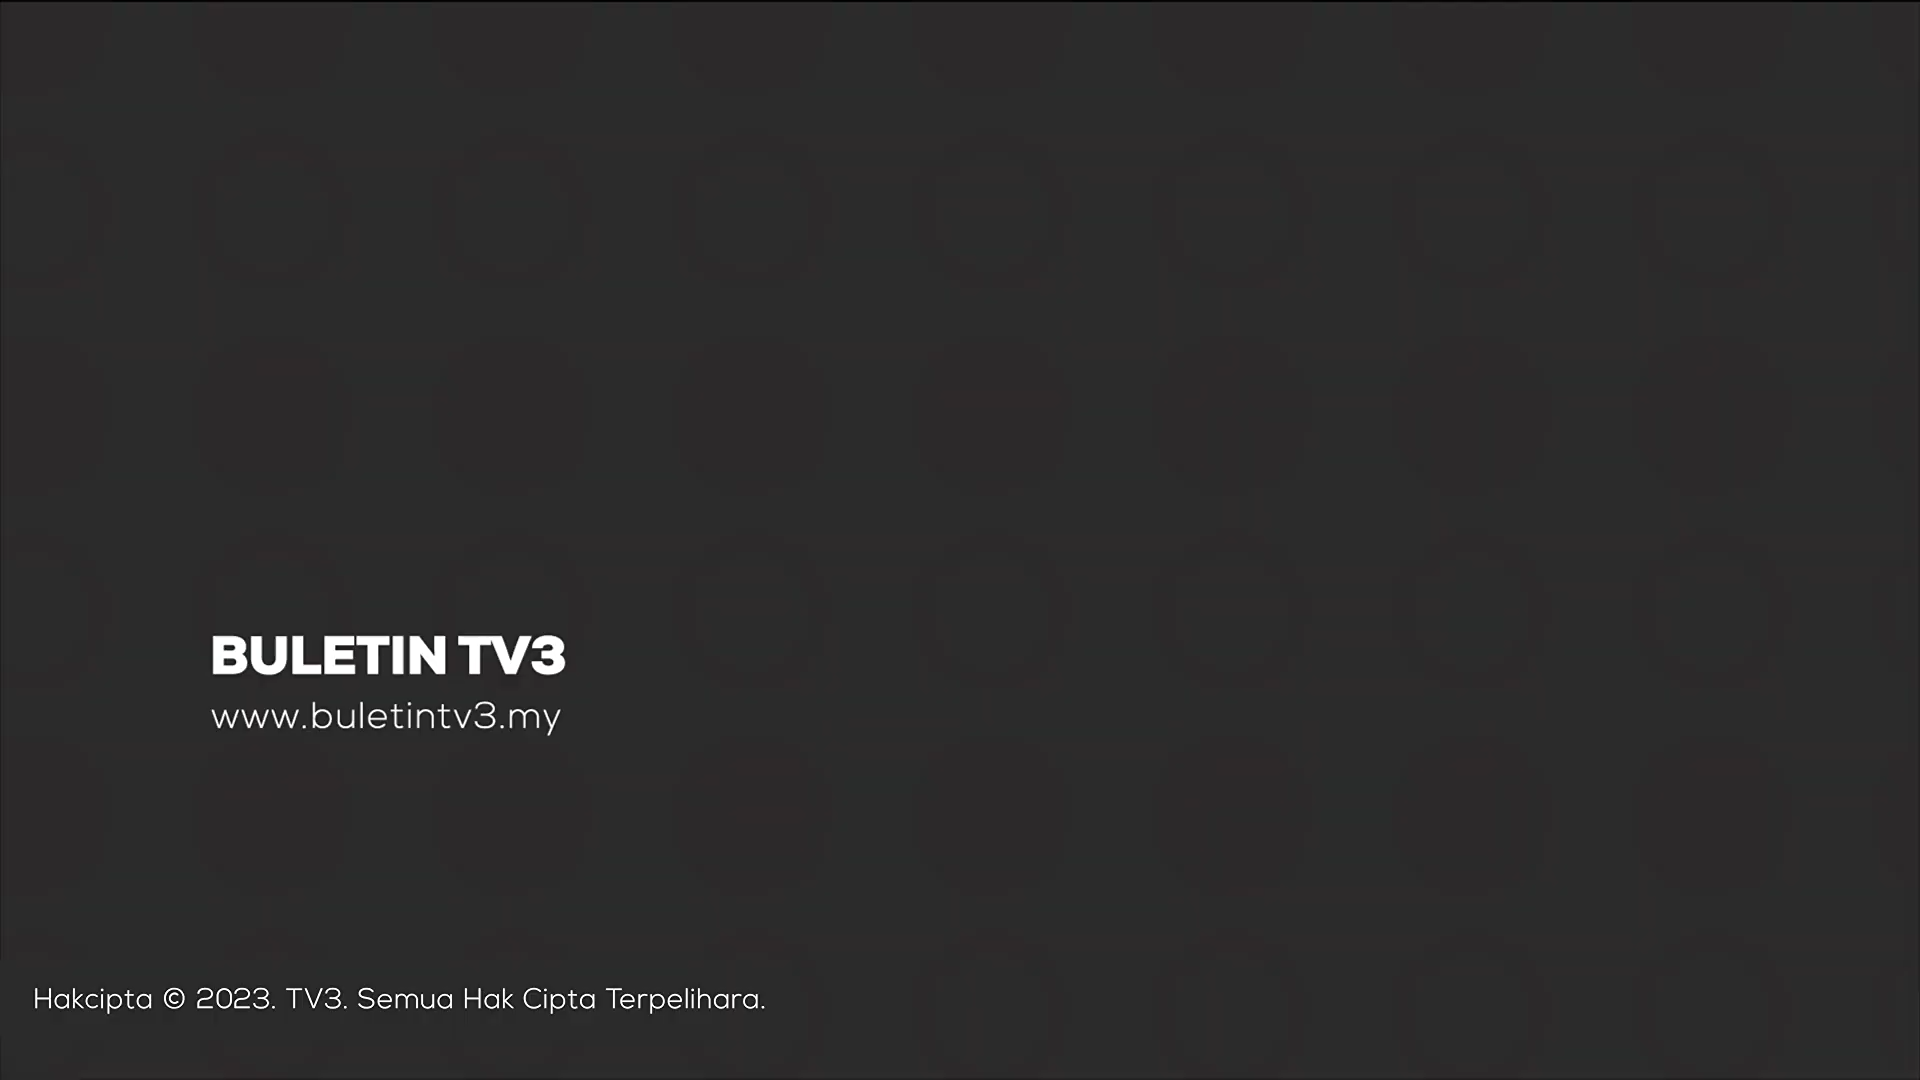 BULETIN TV3
www.buletintv3.my
Hakcipta © 2023. TV3. Semua Hak Cipta Terpelihara.